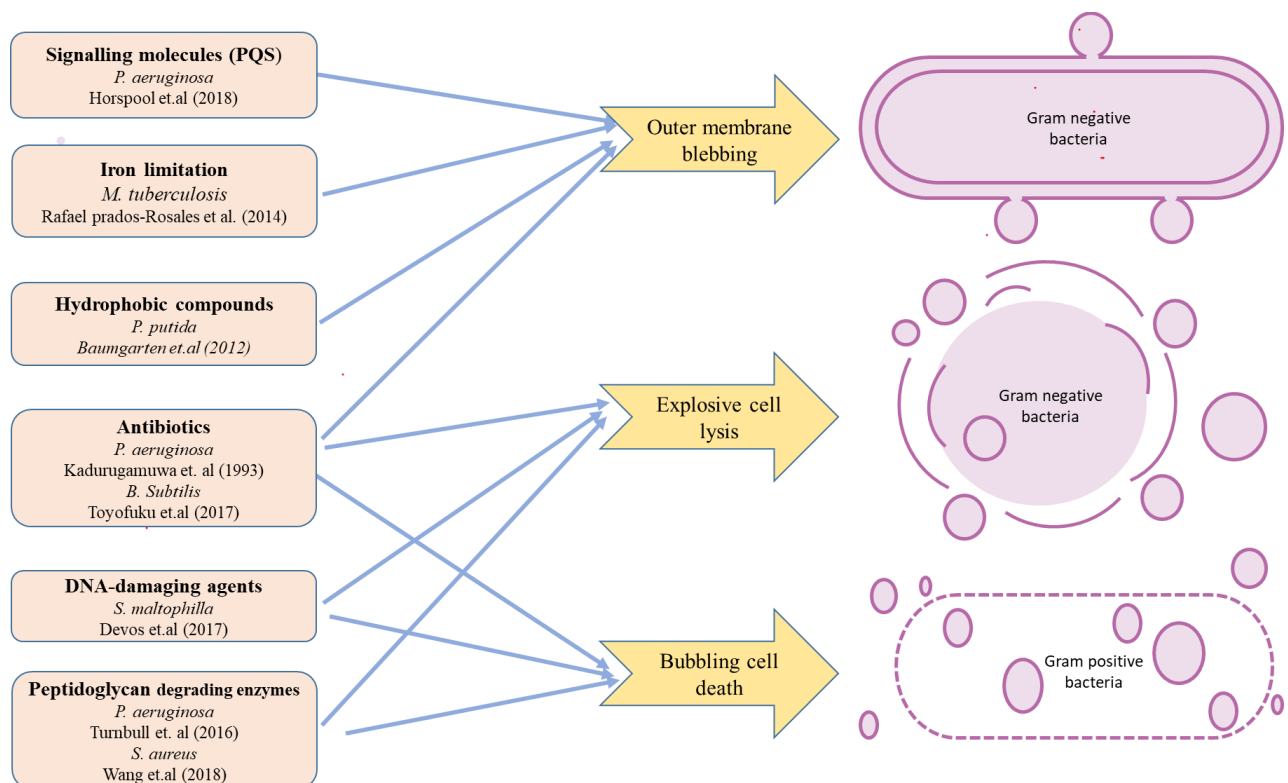 Signalling molecules (PQS)
P. aeruginosa
Horspool et.al (2018)
Iron limitation
M. tuberculosis
Rafael prados-Rosales et al. (2014)
Hydrophobic compounds
P. putida
Baumgarten et.al (2012)
Antibiotics
P. aeruginosa
Kadurugamuwa et. al (1993)
B. Subtilis
Toyofuku et.al (2017)
DNA-damaging agents
S. maltophilla
Devos et.al (2017)
Peptidoglycan degrading enzymes
P. aeruginosa
Turnbull et. al (2016)
S. aureus
Wang et.al (2018)
Outer membrane
blebbing
Explosive cell
lysis
Bubbling cell
death
Gram negative
bacteria
Gram negative
bacteria
Gram positive
bacteria